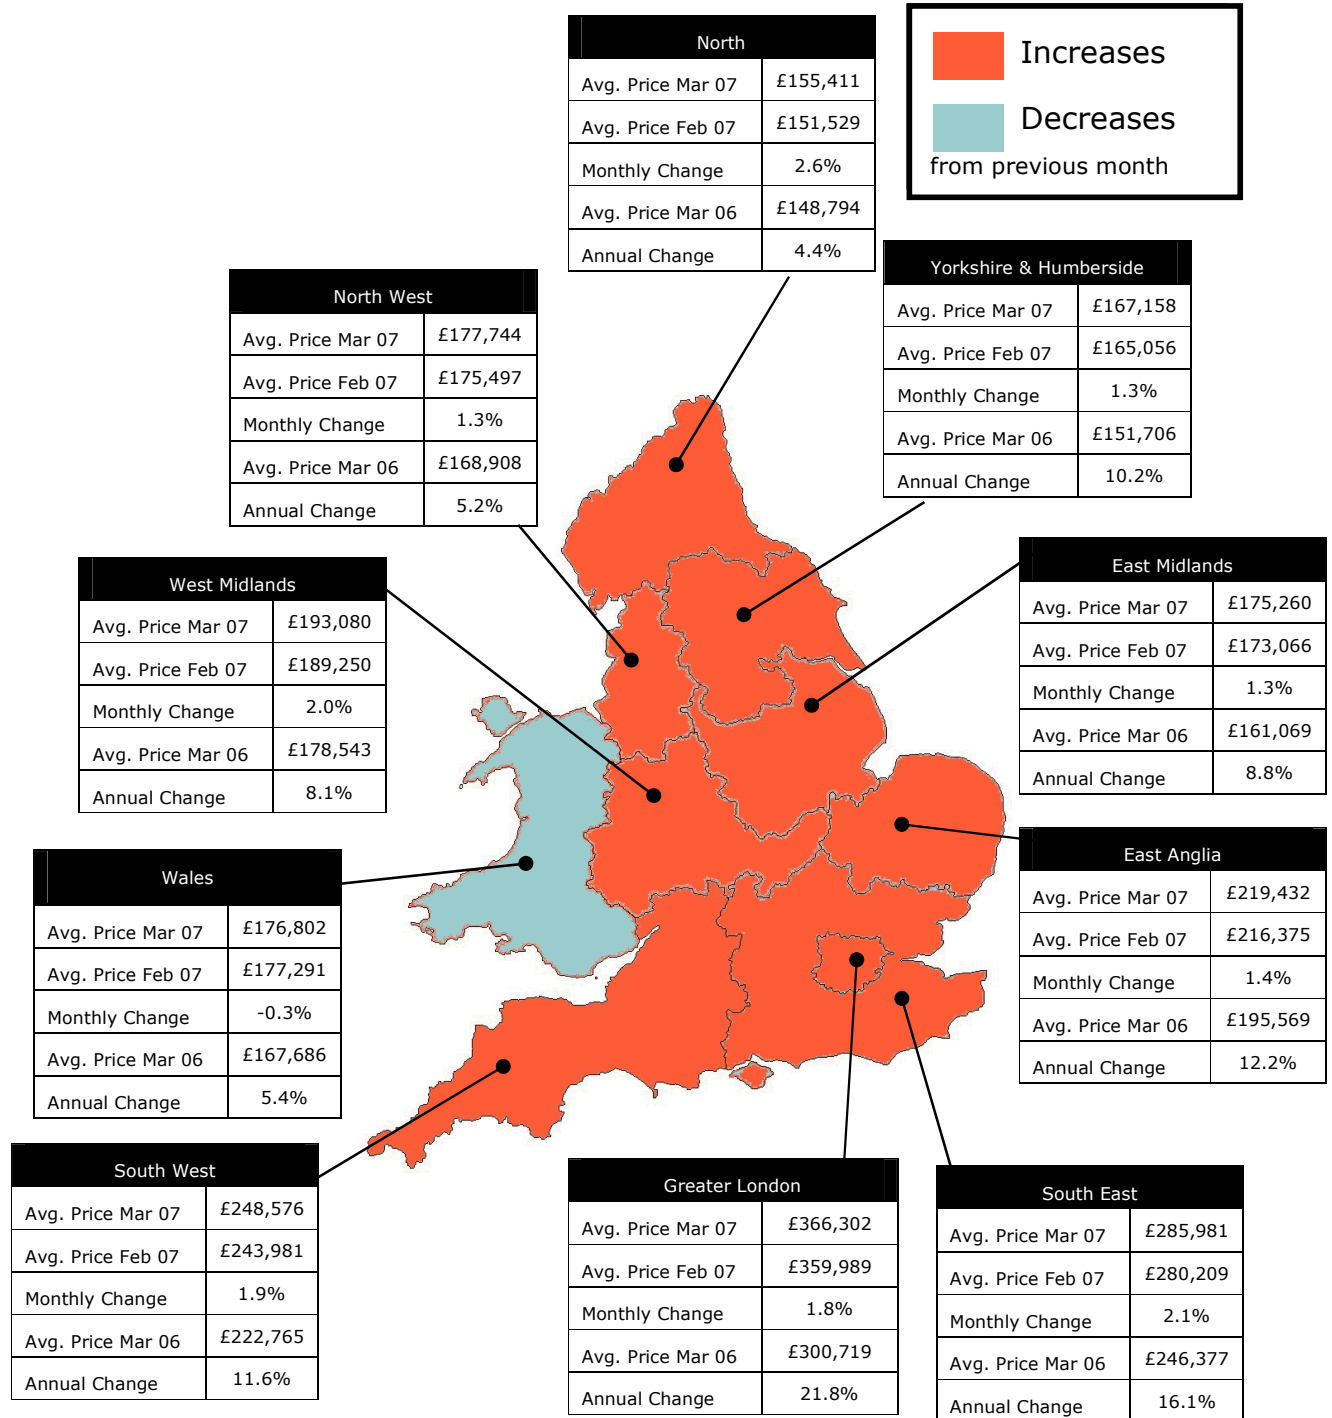 North
Avg. Price Mar 07 £155,411
Avg. Price Feb 07 £151,529
Monthly Change 2.6%
Avg. Price Mar 06 £148,794
Annual Change 4.4%
Increases
Decreases
from previous month
Yorkshire & Humberside
Avg. Price Mar 07 £167,158
Avg. Price Feb 07 £165,056
Monthly Change 1.3%
Avg. Price Mar 06 £151,706
Annual Change 10.2%
North West
Avg. Price Mar 07 £177,744
Avg. Price Feb 07 £175,497
Monthly Change 1.3%
Avg. Price Mar 06 £168,908
Annual Change 5.2%
West Midlands
Avg. Price Mar 07 £193,080
Avg. Price Feb 07 £189,250
Monthly Change 2.0%
Avg. Price Mar 06 £178,543
Annual Change 8.1%
East Midlands
Avg. Price Mar 07 £175,260
Avg. Price Feb 07 £173,066
Monthly Change 1.3%
Avg. Price Mar 06 £161,069
Annual Change 8.8%
Wales
Avg. Price Mar 07 £176,802
Avg. Price Feb 07 £177,291
Monthly Change -0.3%
Avg. Price Mar 06 £167,686
Annual Change 5.4%
East Anglia
Avg. Price Mar 07 £219,432
Avg. Price Feb 07 £216,375
Monthly Change 1.4%
Avg. Price Mar 06 £195,569
Annual Change 12.2%
South West
Avg. Price Mar 07 £248,576
Avg. Price Feb 07 £243,981
Monthly Change 1.9%
Avg. Price Mar 06 £222,765
Annual Change 11.6%
Greater London
Avg. Price Mar 07 £366,302
Avg. Price Feb 07 £359,989
Monthly Change 1.8%
Avg. Price Mar 06 £300,719
Annual Change 21.8%
South East
Avg. Price Mar 07 £285,981
Avg. Price Feb 07 £280,209
Monthly Change 2.1%
Avg. Price Mar 06 £246,377
Annual Change 16.1%